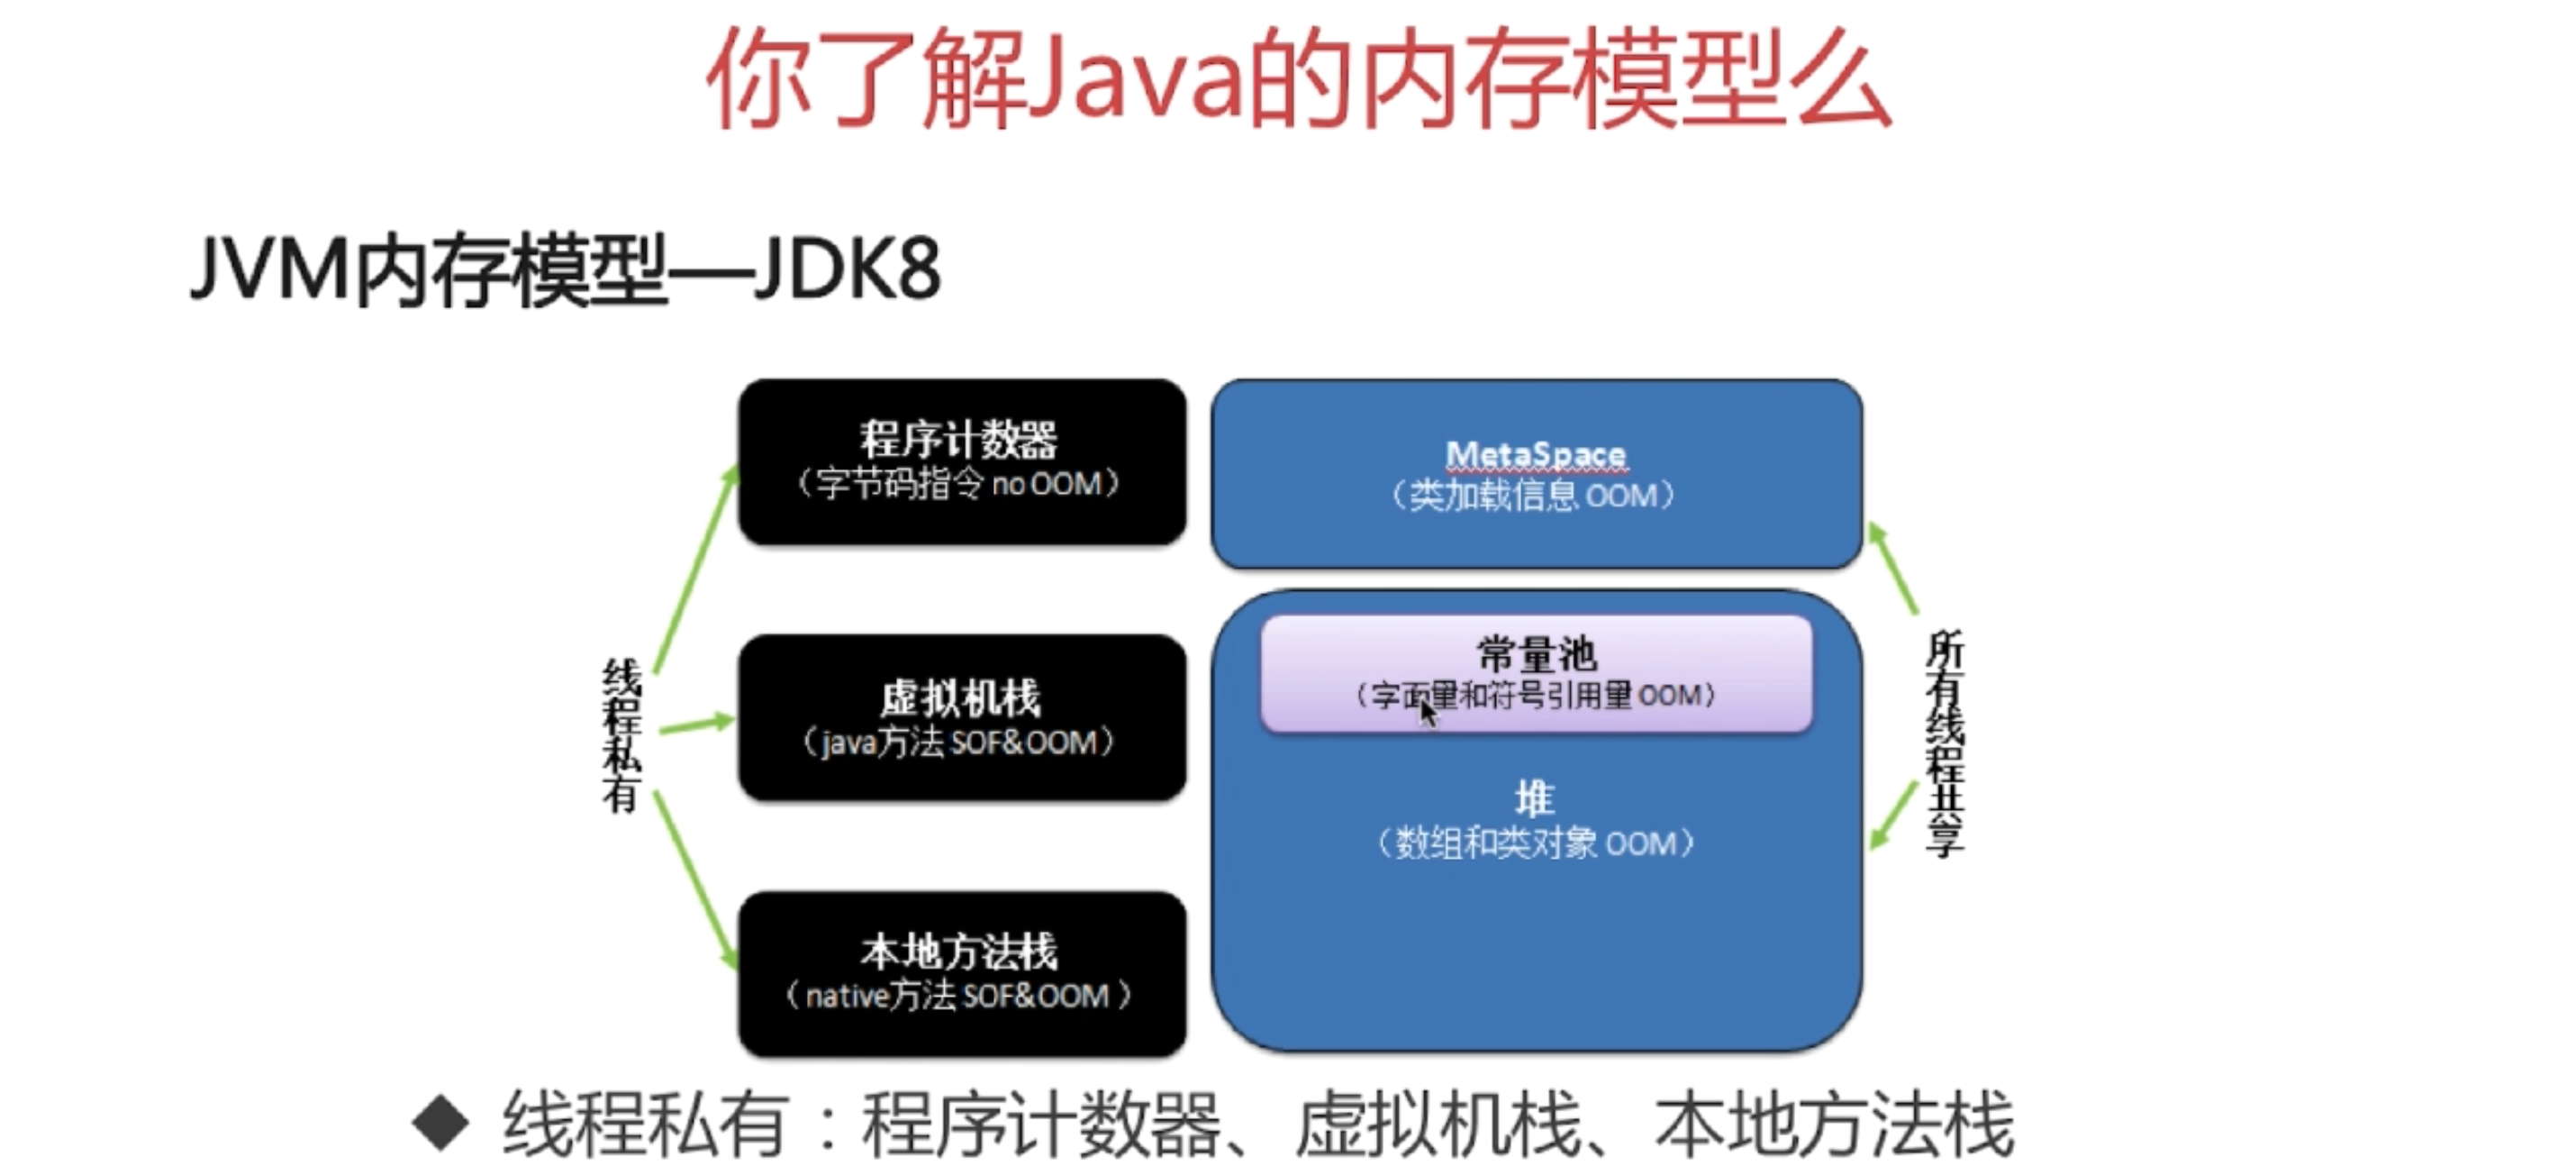 你了解Java的内存模型么
JVM内存模型—JDK8
程序计数器
（字节码指令 no OOM）
MetaSpace
（类加载信息 OOM）
线程私有
虚拟机栈
（java方法 SOF&OOM）
常量池
（字面量和符号引用量 OOM）
堆
（数组和类对象 OOM）
所有线程共享
本地方法栈
（native方法 SOF&OOM ）
◆ 线程私有：程序计数器、虚拟机栈、本地方法栈